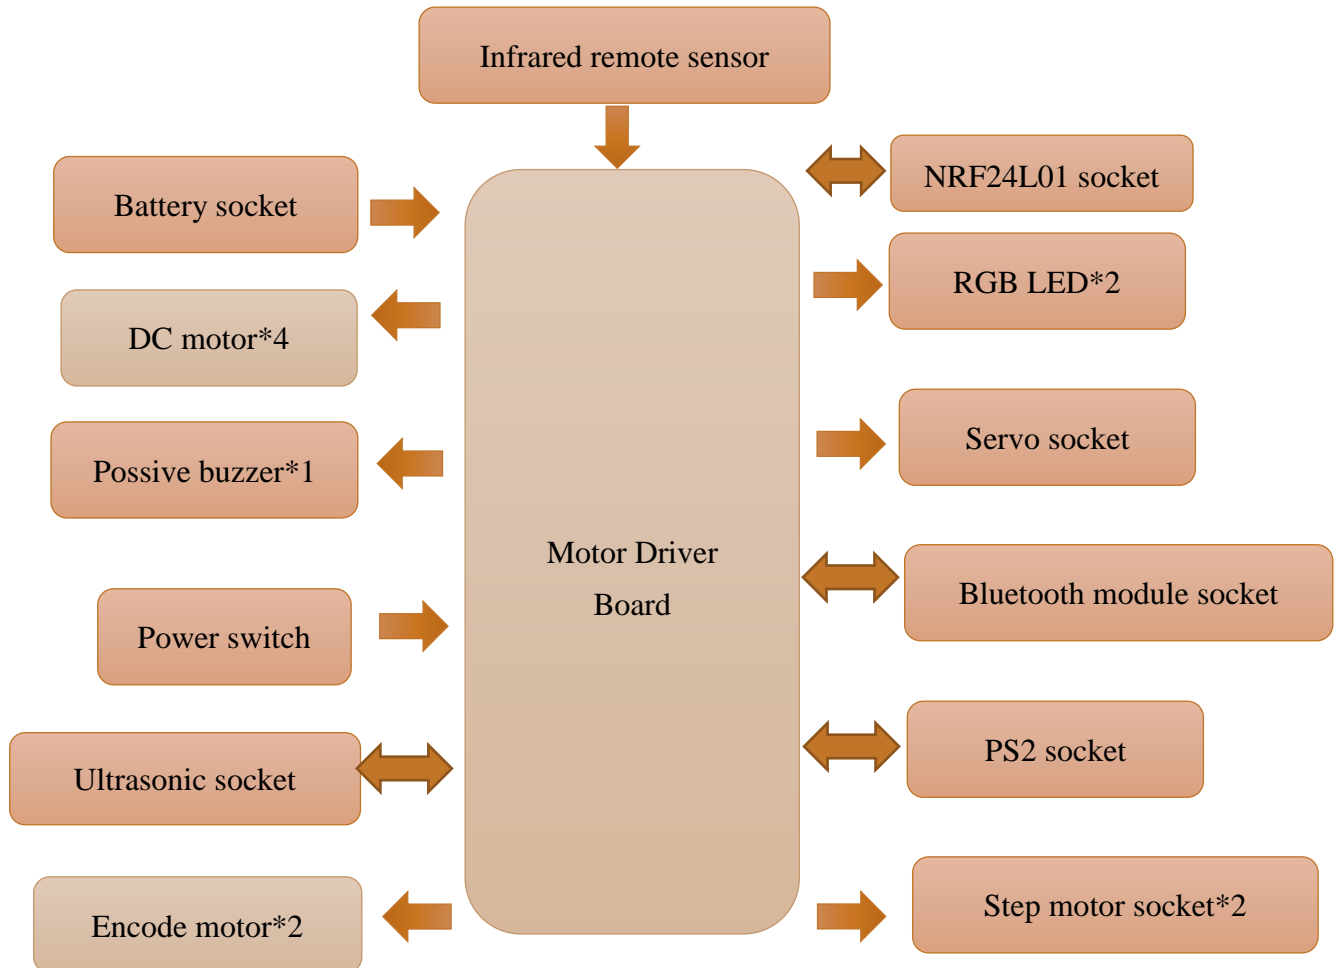 Infrared remote sensor
Battery socket
DC motor*4
Possive buzzer*1
Power switch
Ultrasonic socket
Encode motor*2
Motor Driver
Board
NRF24L01 socket
RGB LED*2
Servo socket
Bluetooth module socket
PS2 socket
Step motor socket*2